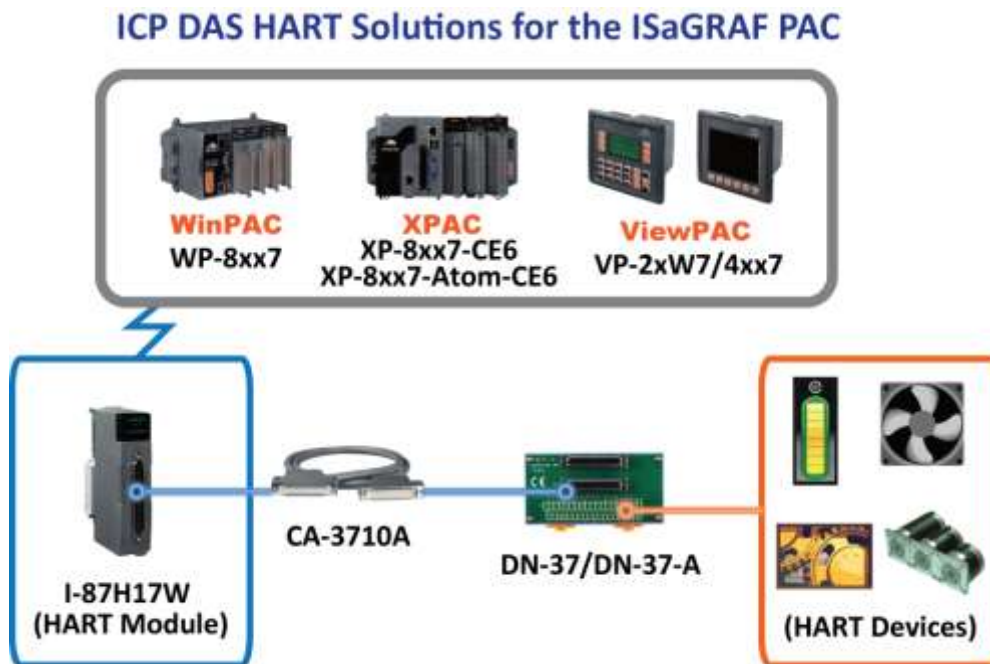 ICP DAS HART Solutions for the ISaGRAF PAC
WinPAC
WP-8xx7
XPAC
XP-8xx7-CE6
XP-8xx7-Atom-CE6
ViewPAC
VP-2xW7/4xx7
I-87H17W
(HART Module)
CA-3710A
DN-37/DN-37-A
(HART Devices)